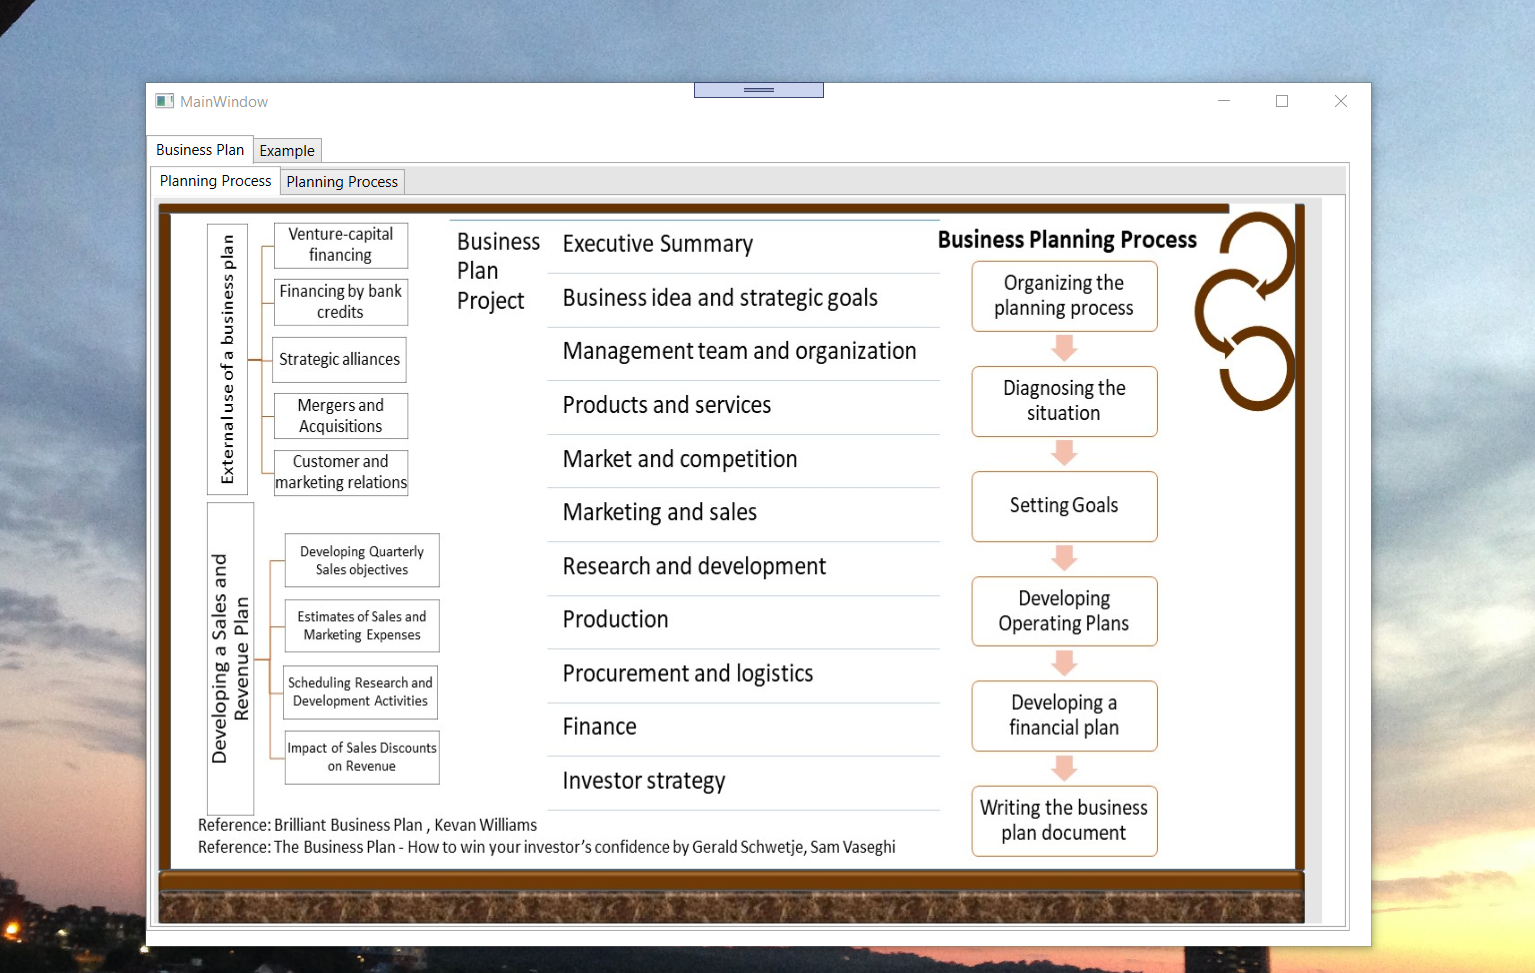 MainWindow
Business Plan
Example
Planning Process
Planning Process
External use of a business plan
Venture-capital
financing
Financing by bank
credits
Strategic alliances
Mergers and
Acquisitions
Customer and
marketing relations
Developing a Sales and
Revenue Plan
Developing Quarterly
Sales objectives
Estimates of Sales and
Marketing Expenses
Scheduling Research and
Development Activities
Impact of Sales Discounts
on Revenue
Business
Plan
Project
Executive Summary
Business idea and strategic goals
Management team and organization
Products and services
Market and competition
Marketing and sales
Research and development
Production
Procurement and logistics
Finance
Investor strategy
Business Planning Process
Organizing the
planning process
Diagnosing the
situation
Setting Goals
Developing
Operating Plans
Developing a
financial plan
Writing the business
plan document
Reference: Brilliant Business Plan , Kevan Williams
Reference: The Business Plan - How to win your investor’s confidence by Gerald Schwetje, Sam Vaseghi